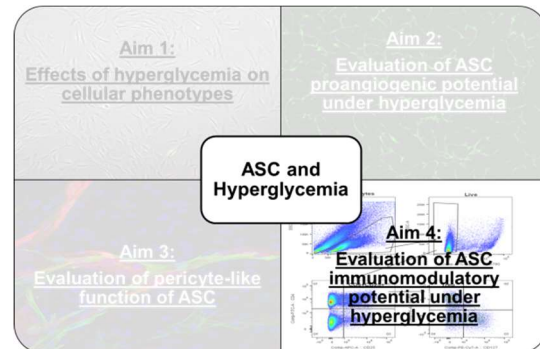 Aim 1:
Effects of hyperglycemia on
cellular phenotypes
Aim 2:
Evaluation of ASC
proangiogenic potential
under hyperglycemia
ASC and
Hyperglycemia
Aim 3:
Evaluation of pericyte-like
function of ASC
Live
Aim 4:
Evaluation of ASC
immunomodulatory
potential under
hyperglycemia